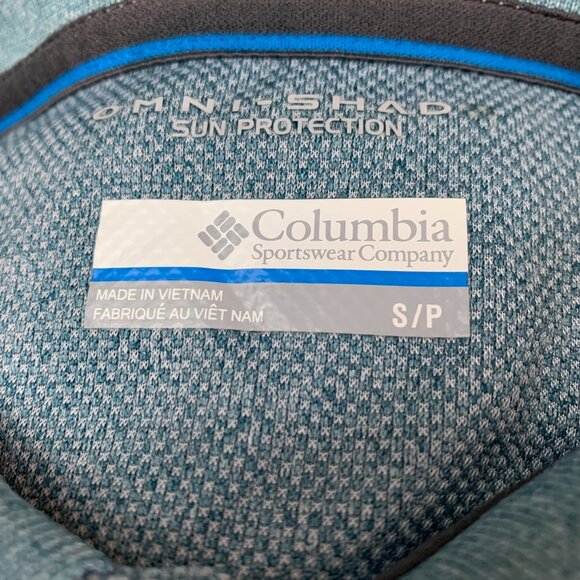 OMNI-SHAD
SUN PROTECTION
Columbia
Sportswear Company
MADE IN VIETNAM
FABRIQUÉ AU VIÊT NAM
S/P